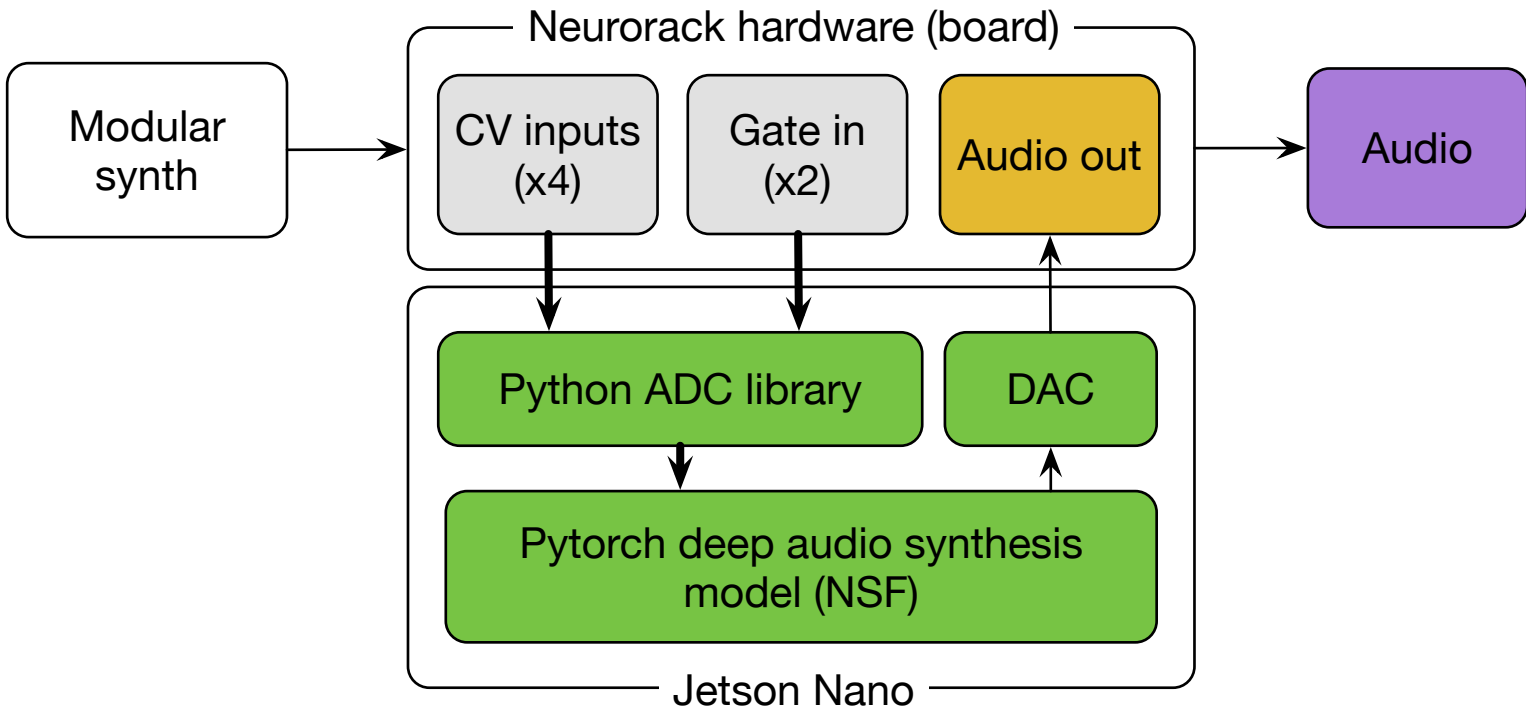 Neurorack hardware (board)
Modular
synth
CV inputs
(x4)
Gate in
(x2)
Audio out
Audio
Python ADC library
DAC
Pytorch deep audio synthesis
model (NSF)
Jetson Nano